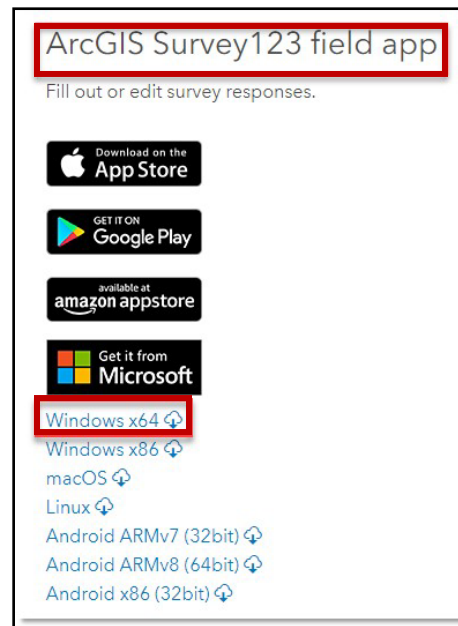 ArcGIS Survey123 field app
Fill out or edit survey responses.
Download on the
App Store
GET IT ON
Google Play
available at
amazon appstore
Get it from
Microsoft
Windows x64
Windows x86
macOS
Linux
Android ARMv7 (32bit)
Android ARMv8 (64bit)
Android x86 (32bit)